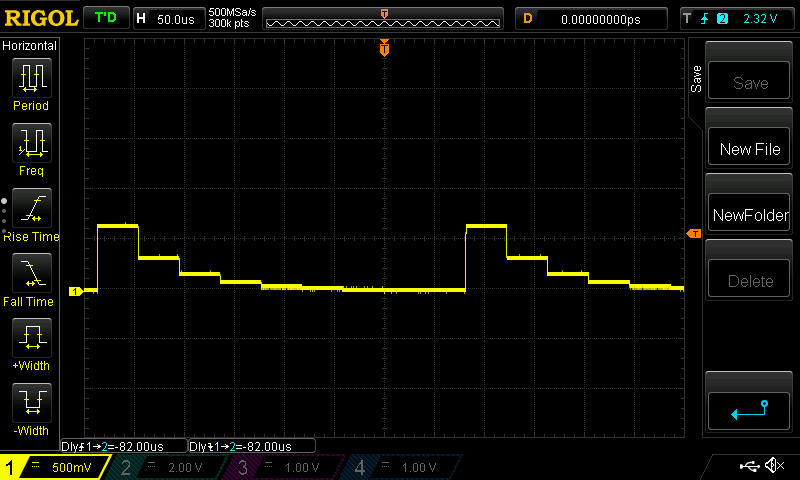 RIGOL T'D H 50.0us 500MSa/s 300k pts T D 0.00000000ps T 2 2.32 V
Horizontal
Period
Freq
Rise Time
Fall Time
+Width
-Width
T
T
1
Save
Save
New File
NewFolder
Delete
Dly1→2=-82.00us Dly1→2=-82.00us
1 500mV 2 2.00 V 3 1.00 V 4 1.00 V